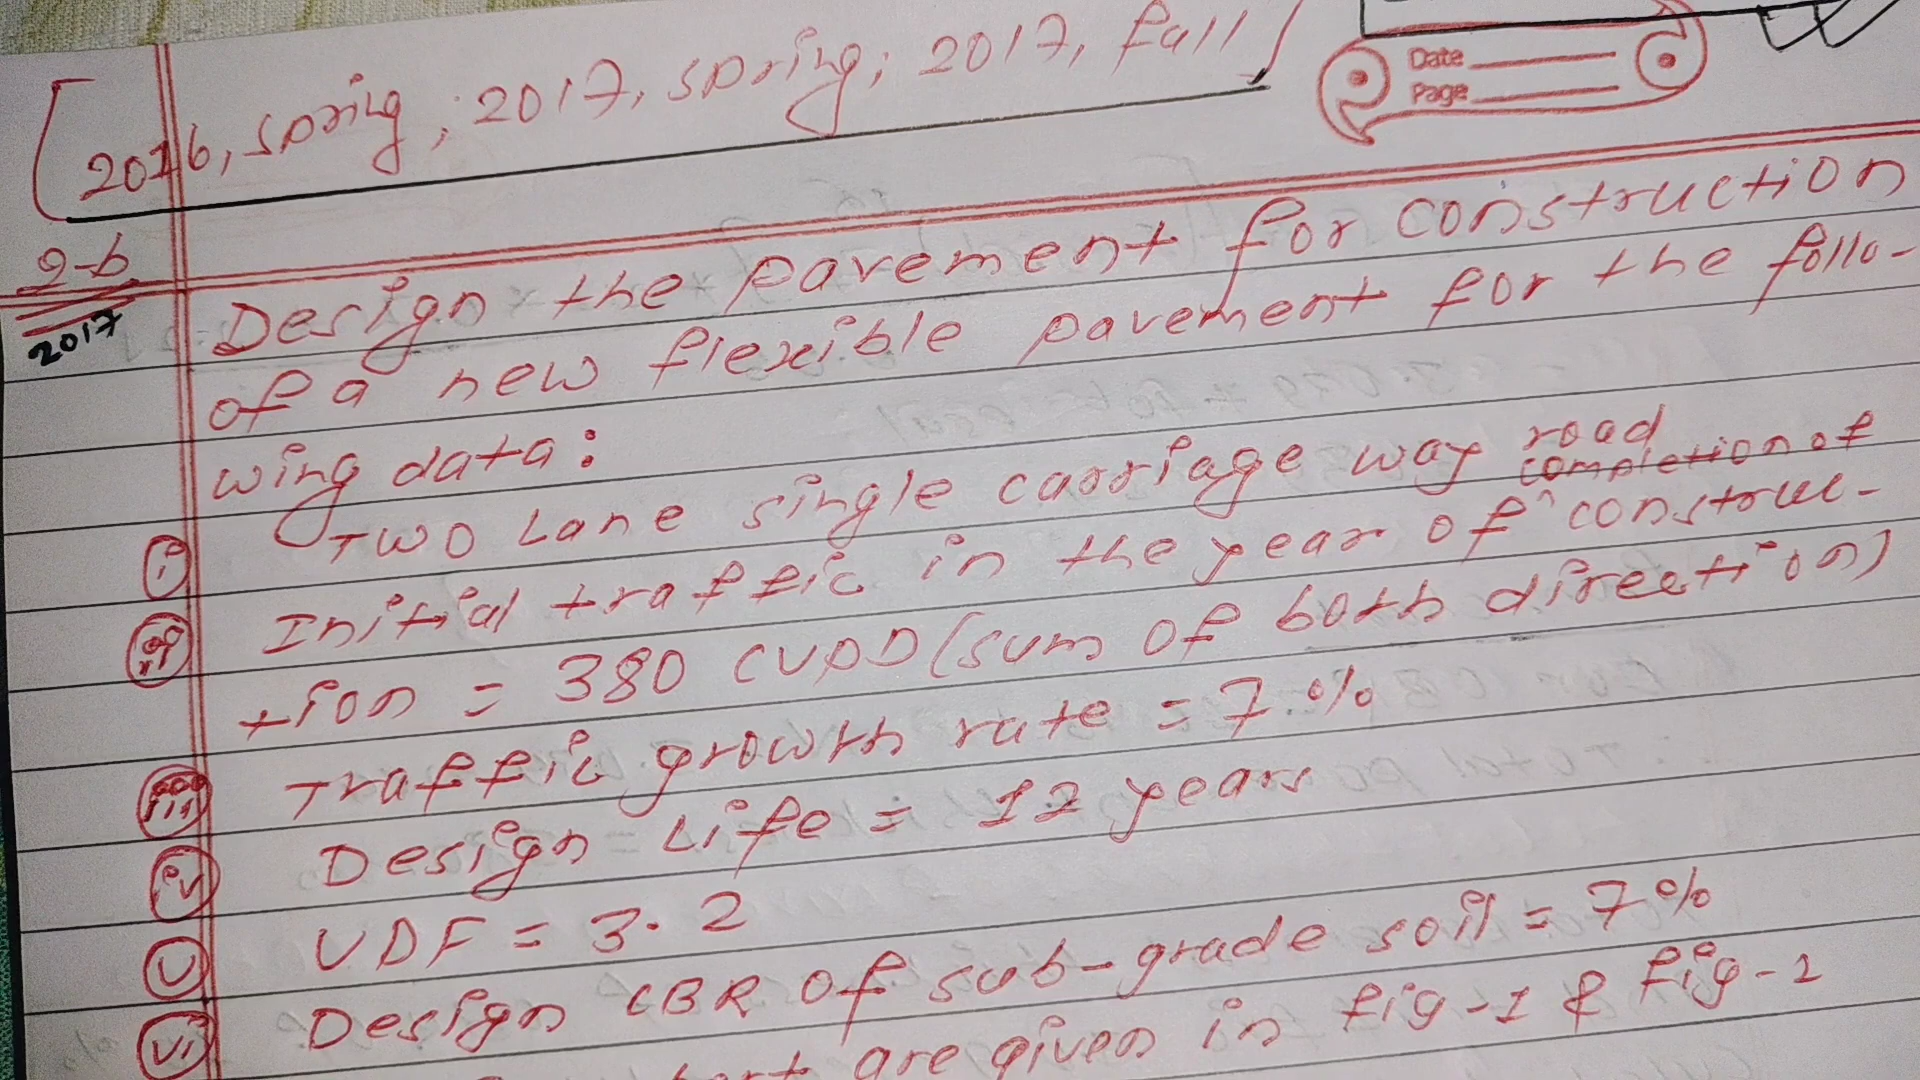 [2016, spring; 2017, spring; 2017, fall]
Date
Page
Q-b
2017
Design the pavement for construction
of a new flexible pavement for the follo-
wing data:
(i) Two Lane single carriage way road
completion of
(ii) Initial traffic in the year of ^ construc-
tion = 380 CVPD (sum of both direction)
(iii) Traffic growth rate = 7%
(iv) Design Life = 12 years
(v) VDF = 3.2
(vi) Design CBR of sub-grade soil = 7%
are given in fig-1 & fig-2